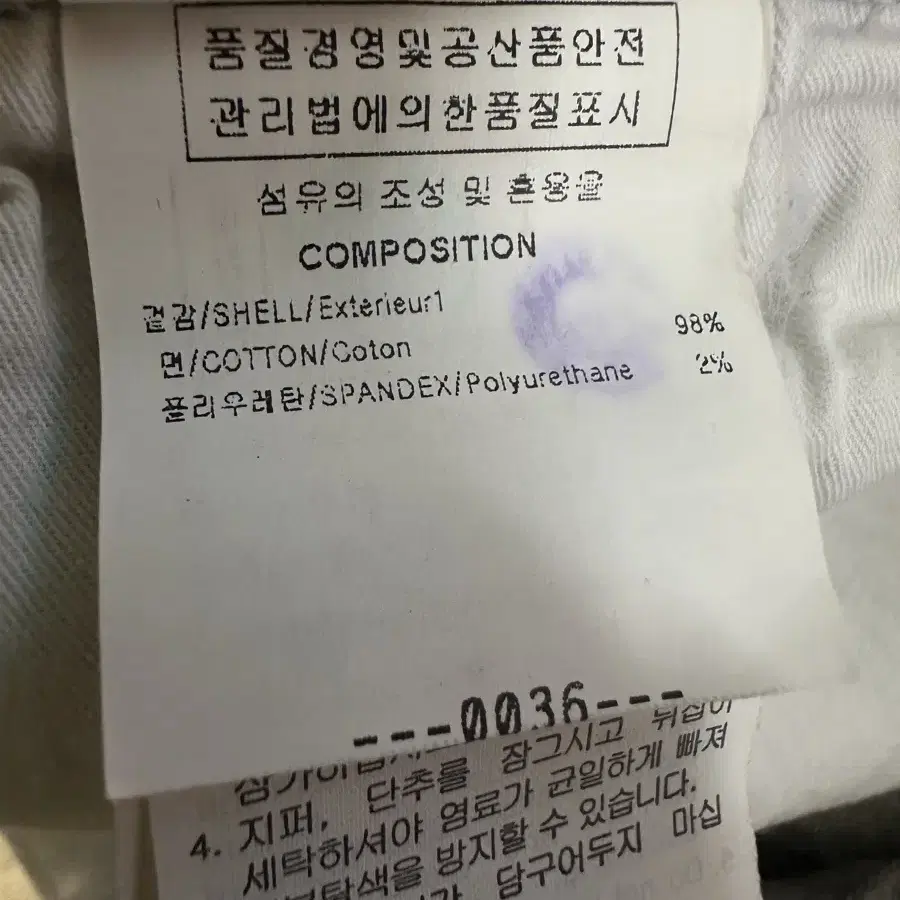 품질경영및공산품안전
관리법에의한품질표시
섬유의 조성 및 혼용율
COMPOSITION
겉감/SHELL/Exterieur1
면/COTTON/Coton 98%
폴리우레탄/SPANDEX/Polyurethane 2%
---0036---
뒤집어
4. 지퍼, 단추를 잠그시고
세탁하셔야 염료가 균일하게 빠져
탈색을 방지할 수 있습니다.
담구어두지 마십